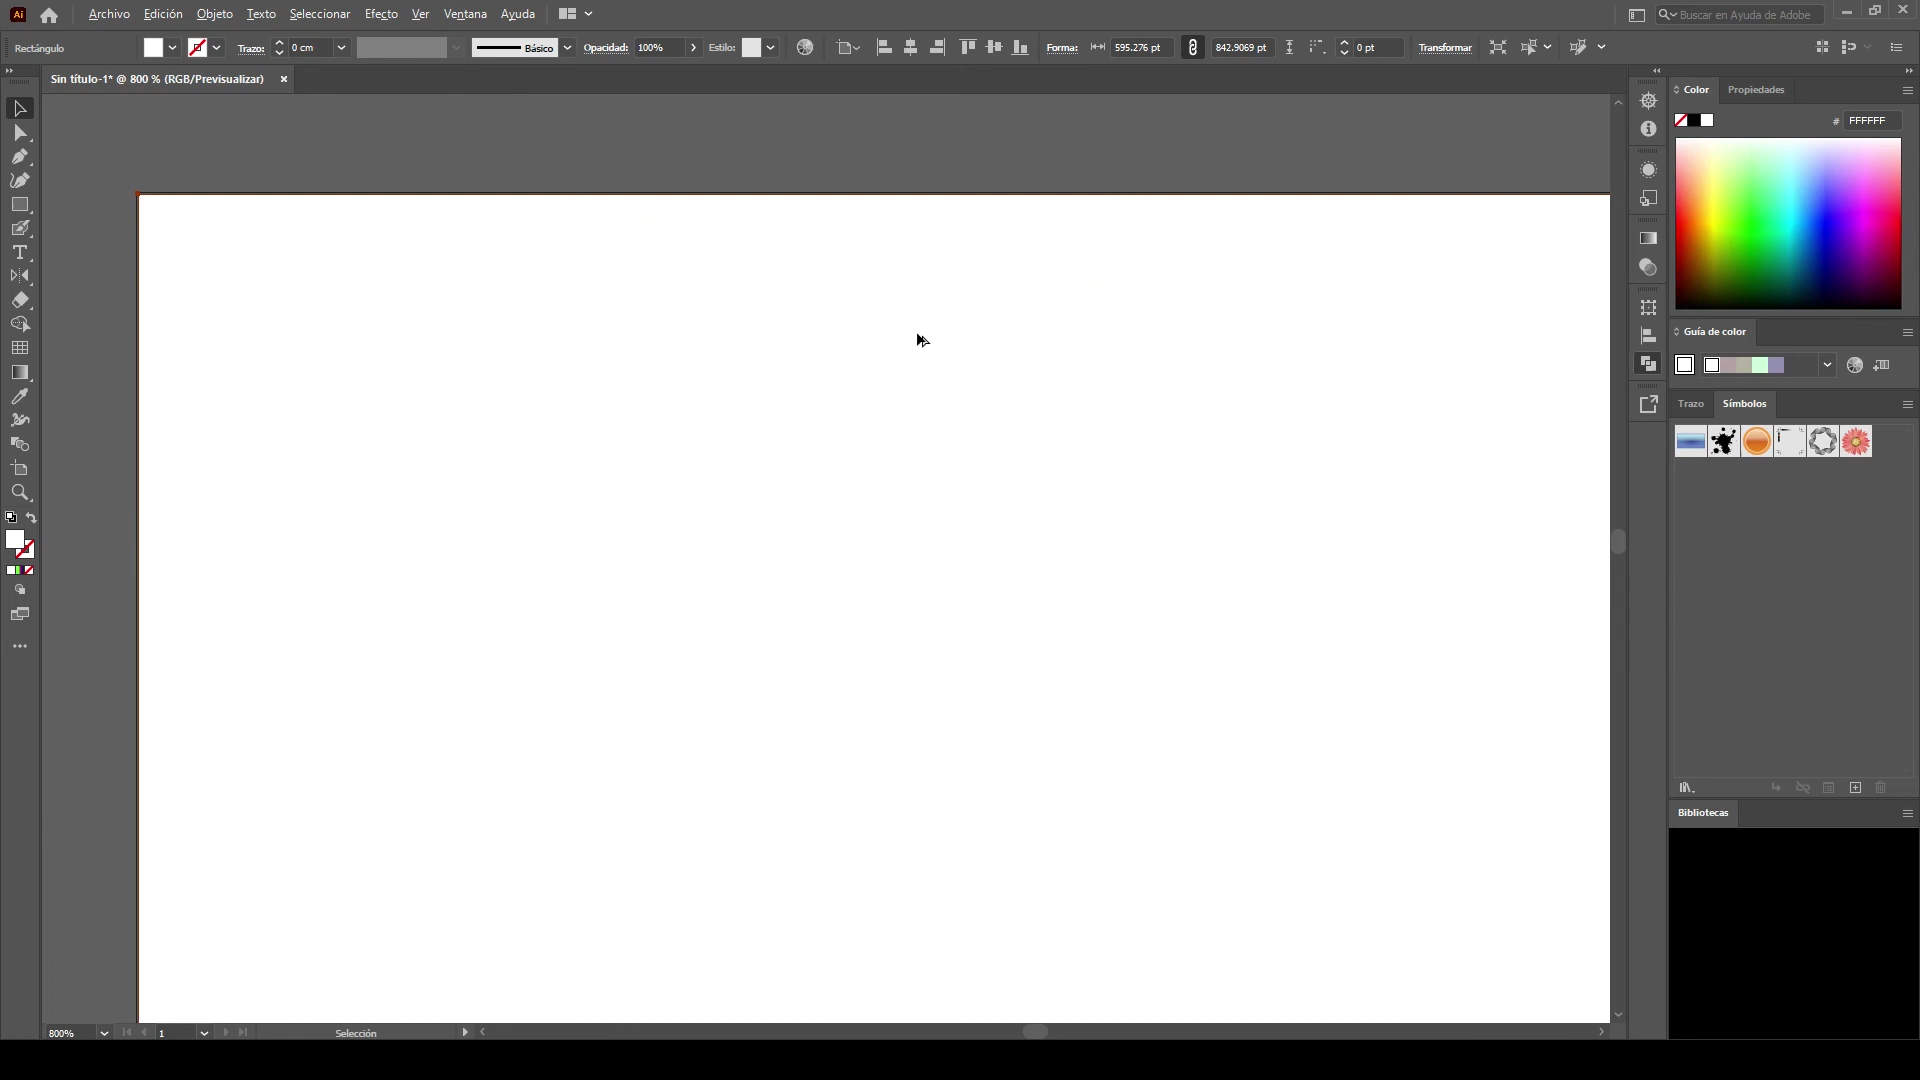 Ai Archivo Edición Objeto Texto Seleccionar Efecto Ver Ventana Ayuda Buscar en Ayuda de Adobe
Rectángulo Trazo: 0 cm Básico Opacidad: 100% Estilo: Forma: 595.276 pt 842.9069 pt 0 pt Transformar
Sin título-1* @ 800 % (RGB/Previsualizar)
Color Propiedades
# FFFFFF
Guía de color
Trazo Símbolos
Bibliotecas
800% 1 Selección